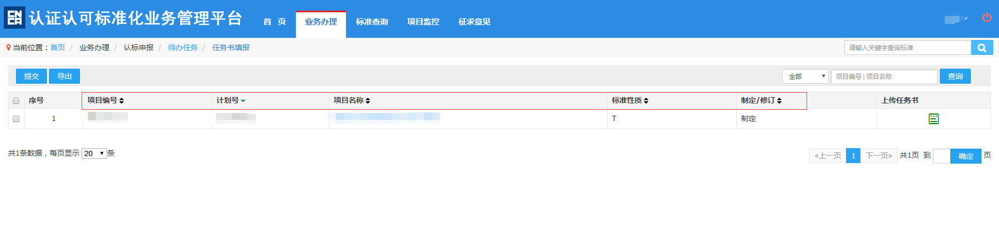 CNCA 认证认可标准化业务管理平台 首 页 业务办理 标准查询 项目监控 征求意见
当前位置：首页 / 业务办理 / 认标申报 / 待办任务 / 任务书填报 请输入关键字查询标准
提交 导出 全部 项目编号 | 项目名称 查询
序号 项目编号 计划号 项目名称 标准性质 制定/修订 上传任务书
1 T 制定
共1条数据，每页显示 20 条 «上一页 1 下一页» 共1页 到 确定 页